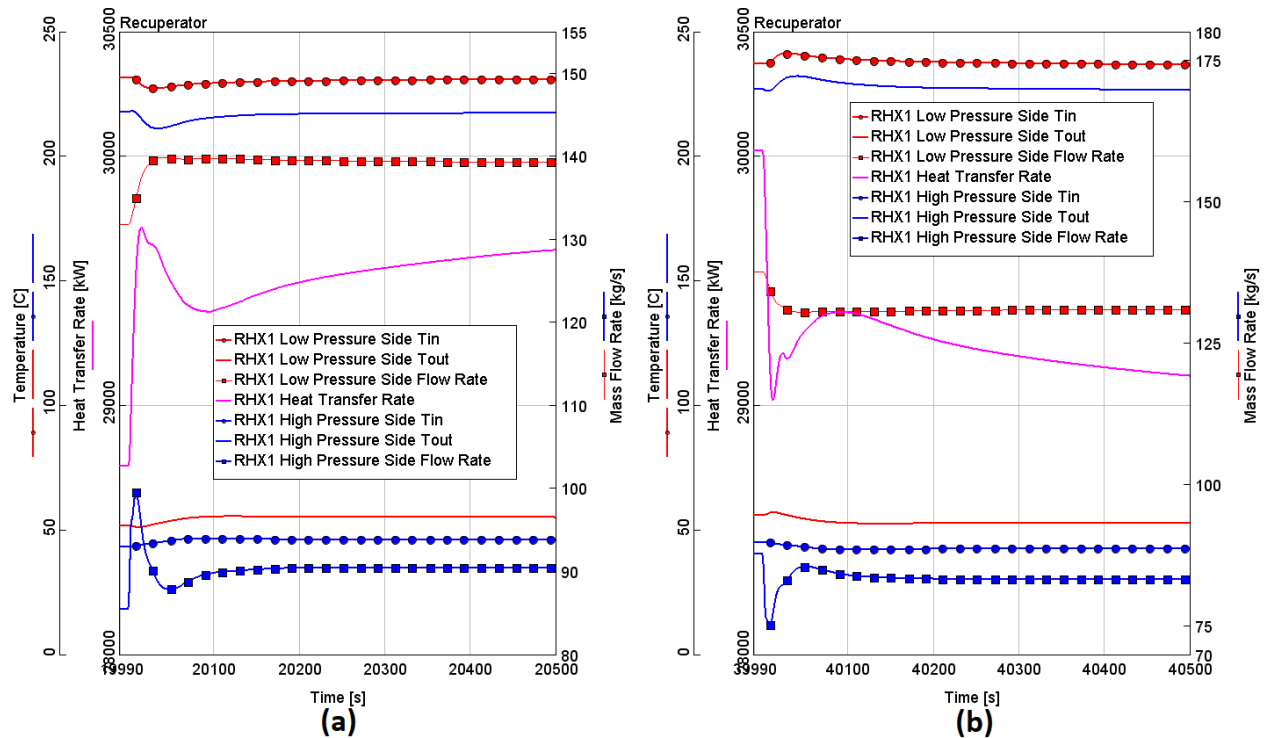 Recuperator
250
200
150
100
50
0
Temperature [C]
30500
30000
29000
28000
Heat Transfer Rate [kW]
155
150
140
130
120
110
100
90
80
Mass Flow Rate [kg/s]
RHX1 Low Pressure Side Tin
RHX1 Low Pressure Side Tout
RHX1 Low Pressure Side Flow Rate
RHX1 Heat Transfer Rate
RHX1 High Pressure Side Tin
RHX1 High Pressure Side Tout
RHX1 High Pressure Side Flow Rate
19990 20100 20200 20300 20400 20500
Time [s]
(a)
Recuperator
250
200
150
100
50
0
Temperature [C]
30500
30000
29000
28000
Heat Transfer Rate [kW]
180
175
150
125
100
75
70
Mass Flow Rate [kg/s]
RHX1 Low Pressure Side Tin
RHX1 Low Pressure Side Tout
RHX1 Low Pressure Side Flow Rate
RHX1 Heat Transfer Rate
RHX1 High Pressure Side Tin
RHX1 High Pressure Side Tout
RHX1 High Pressure Side Flow Rate
39990 40100 40200 40300 40400 40500
Time [s]
(b)